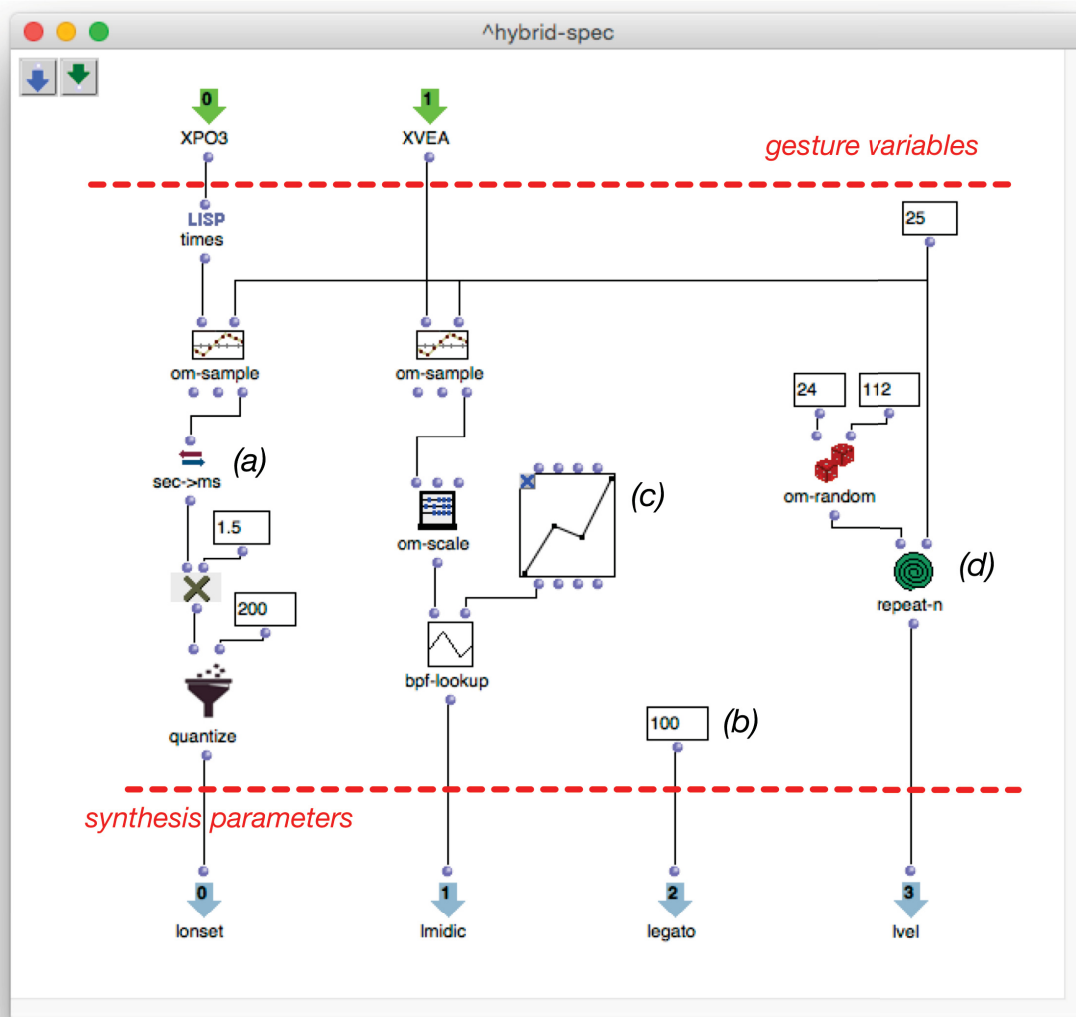 ^hybrid-spec
0
1
XPO3
XVEA
gesture variables
LISP
times
25
om-sample
om-sample
24
112
sec->ms
(a)
(c)
om-random
1.5
om-scale
(d)
200
repeat-n
bpf-lookup
100
(b)
quantize
synthesis parameters
0
1
2
3
lonset
lmidic
legato
lvel